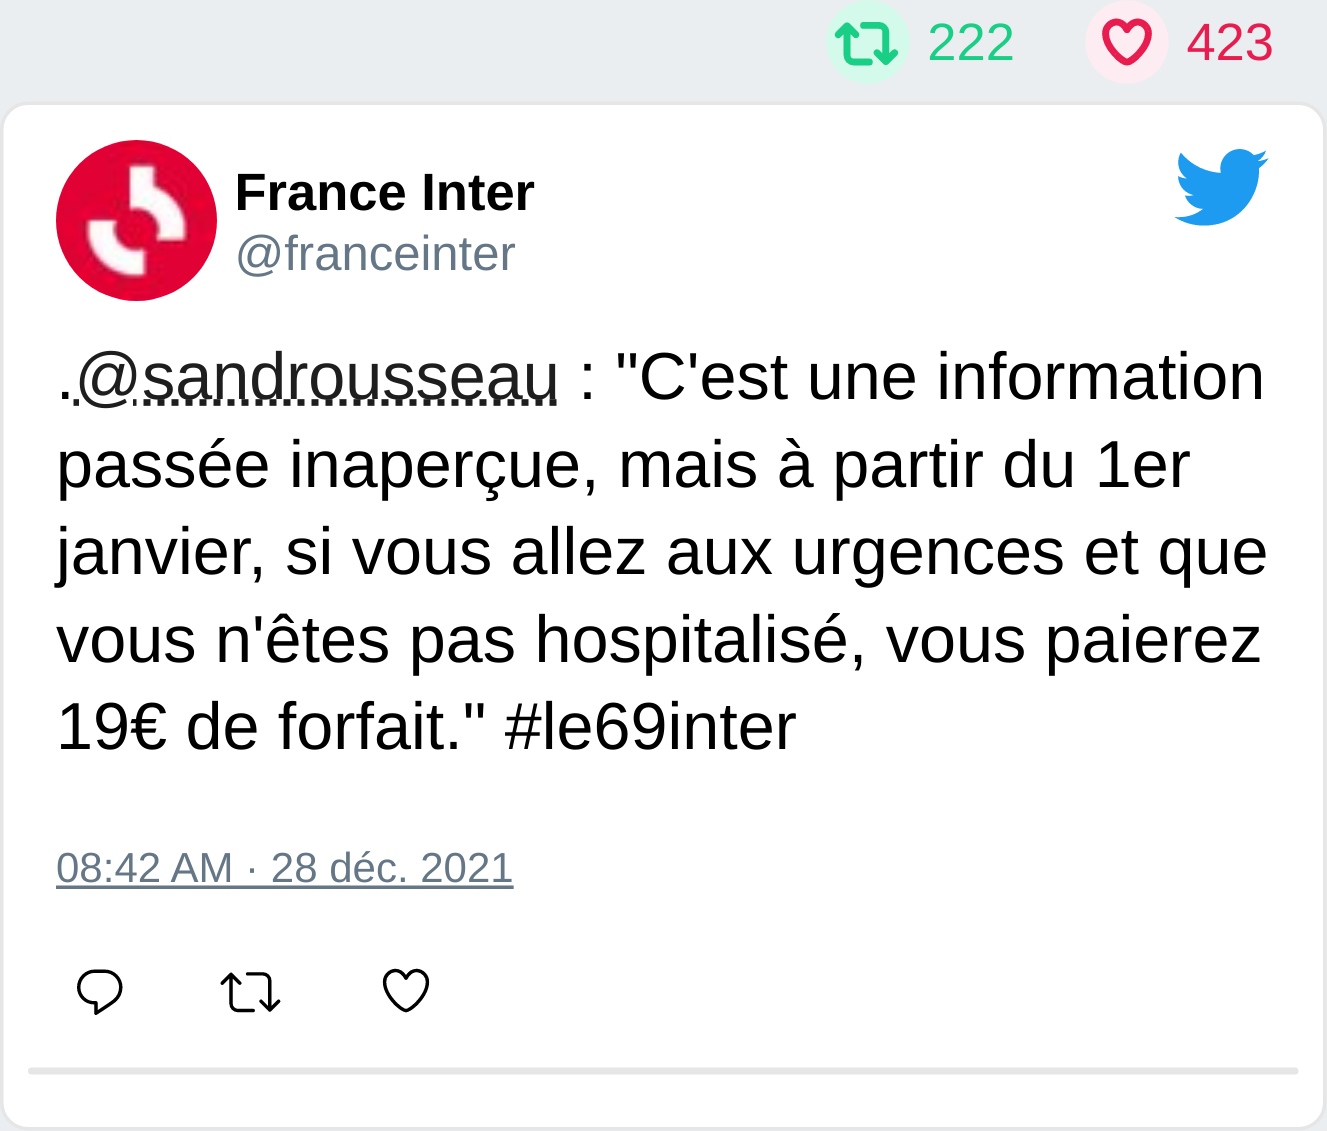 222 423
France Inter
@franceinter
.@sandrousseau : "C'est une information
passée inaperçue, mais à partir du 1er
janvier, si vous allez aux urgences et que
vous n'êtes pas hospitalisé, vous paierez
19€ de forfait." #le69inter
08:42 AM · 28 déc. 2021